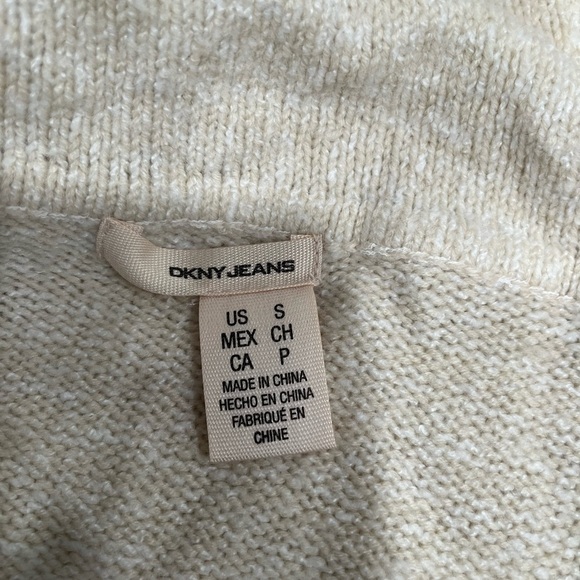 DKNY JEANS
US S
MEX CH
CA P
MADE IN CHINA
HECHO EN CHINA
FABRIQUÉ EN
CHINE